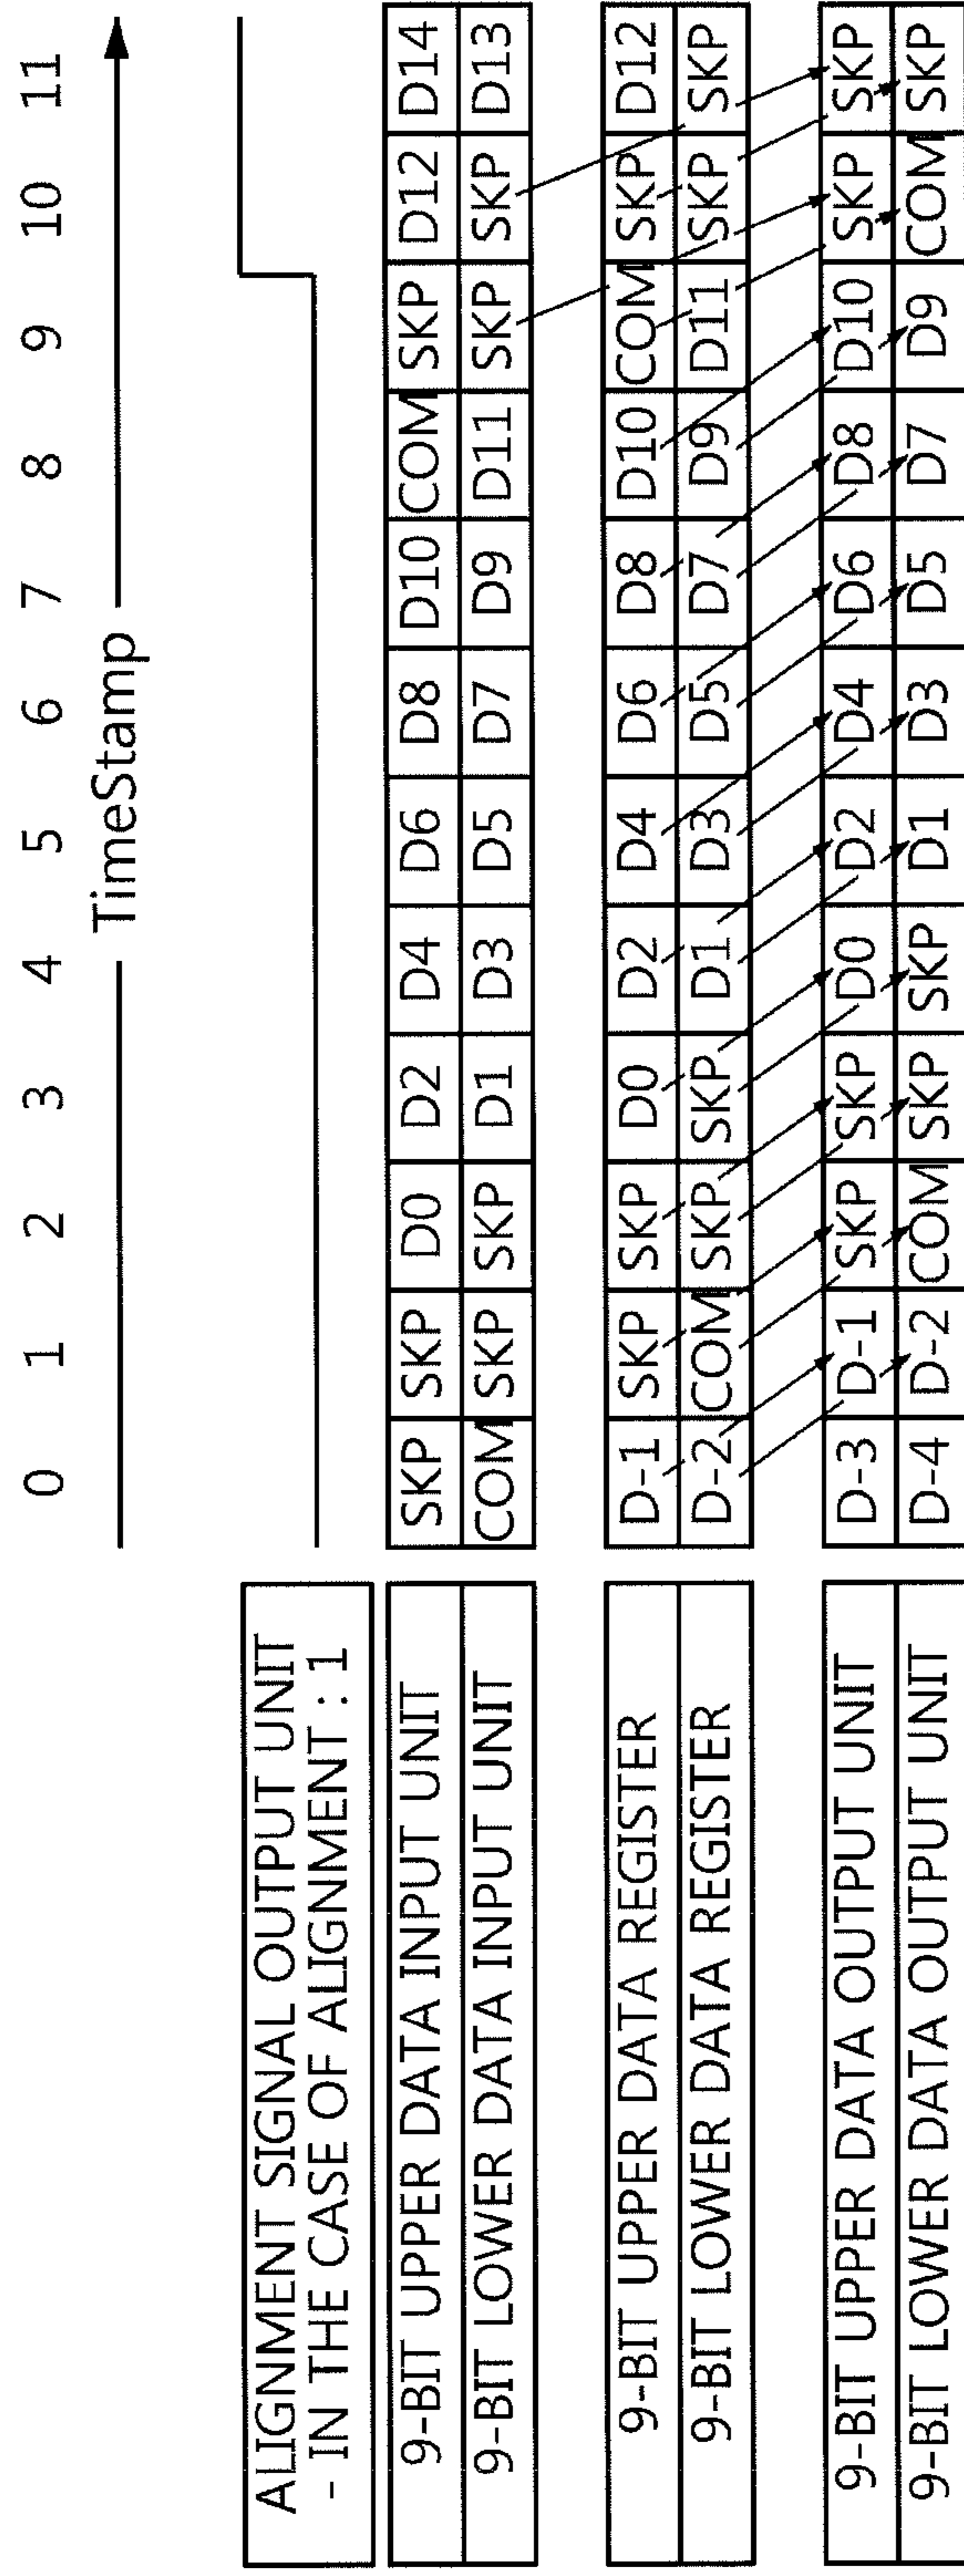 0 1 2 3 4 5 6 7 8 9 10 11
TimeStamp
ALIGNMENT SIGNAL OUTPUT UNIT
- IN THE CASE OF ALIGNMENT : 1
9-BIT UPPER DATA INPUT UNIT SKP SKP D0 D2 D4 D6 D8 D10 COM SKP D12 D14
9-BIT LOWER DATA INPUT UNIT COM SKP SKP D1 D3 D5 D7 D9 D11 SKP SKP D13
9-BIT UPPER DATA REGISTER D-1 SKP SKP D0 D2 D4 D6 D8 D10 COM SKP D12
9-BIT LOWER DATA REGISTER D-2 COM SKP SKP D1 D3 D5 D7 D9 D11 SKP SKP
9-BIT UPPER DATA OUTPUT UNIT D-3 D-1 SKP SKP D0 D2 D4 D6 D8 D10 SKP SKP
9-BIT LOWER DATA OUTPUT UNIT D-4 D-2 COM SKP SKP D1 D3 D5 D7 D9 COM SKP